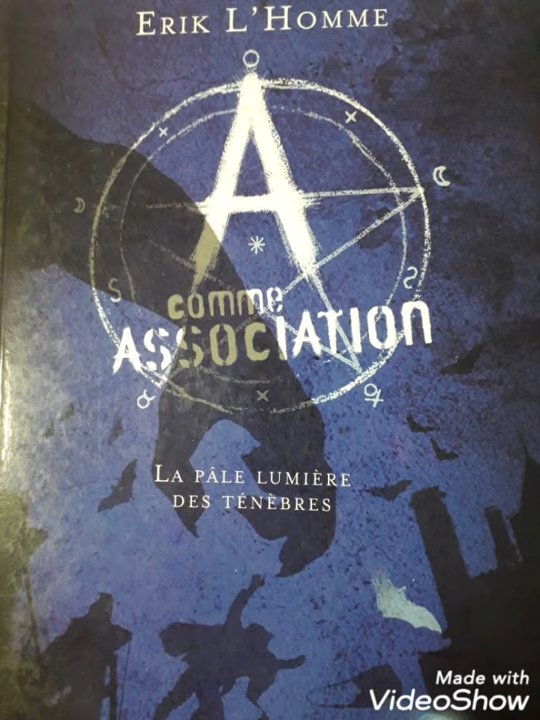 ERIK L'HOMME
A
comme
ASSOCIATION
LA PÂLE LUMIÈRE
DES TÉNÈBRES
Made with
VideoShow